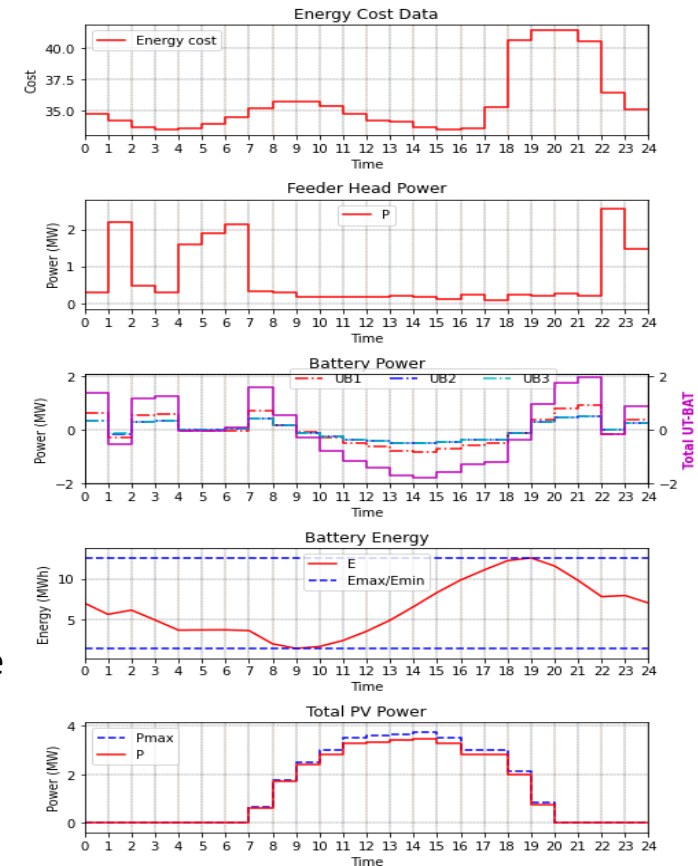 Energy Cost Data
Energy cost
Cost
40.0
37.5
35.0
0 1 2 3 4 5 6 7 8 9 10 11 12 13 14 15 16 17 18 19 20 21 22 23 24
Time
Feeder Head Power
P
Power (MW)
2
1
0
0 1 2 3 4 5 6 7 8 9 10 11 12 13 14 15 16 17 18 19 20 21 22 23 24
Time
Battery Power
UB1 UB2 UB3
Power (MW)
2
0
−2
2
0
−2
Total UT-BAT
0 1 2 3 4 5 6 7 8 9 10 11 12 13 14 15 16 17 18 19 20 21 22 23 24
Time
Battery Energy
E
Emax/Emin
Energy (MWh)
10
5
0 1 2 3 4 5 6 7 8 9 10 11 12 13 14 15 16 17 18 19 20 21 22 23 24
Time
e
Total PV Power
Pmax
P
Power (MW)
4
2
0
0 1 2 3 4 5 6 7 8 9 10 11 12 13 14 15 16 17 18 19 20 21 22 23 24
Time